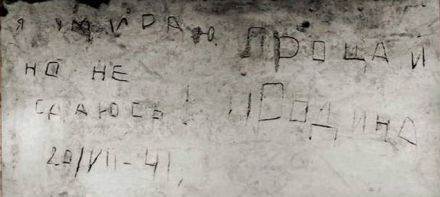 Я УМИРАЮ
НО НЕ
СДАЮСЬ!
20/VII-41.
ПРОЩАЙ
РОДИНА